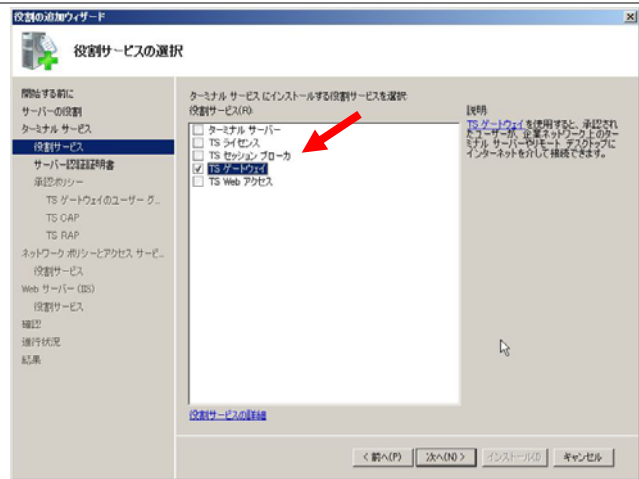 役割の追加ウィザード
役割サービスの選択
開始する前に
サーバーの役割
ターミナル サービス
役割サービス
サーバー認証証明書
承認ポリシー
TS ゲートウェイのユーザー グ...
TS CAP
TS RAP
ネットワーク ポリシーとアクセス サービ...
役割サービス
Web サーバー (IIS)
役割サービス
確認
進行状況
結果
ターミナル サービス にインストールする役割サービスを選択:
役割サービス(R):
ターミナル サーバー
TS ライセンス
TS セッション ブローカ
TS ゲートウェイ
TS Web アクセス
役割サービスの詳細
説明:
TS ゲートウェイ を使用すると、承認され
たユーザーが、企業ネットワーク上のター
ミナル サーバーやリモート デスクトップに
インターネットを介して接続できます。
< 前へ(P)
次へ(N) >
インストール(I)
キャンセル